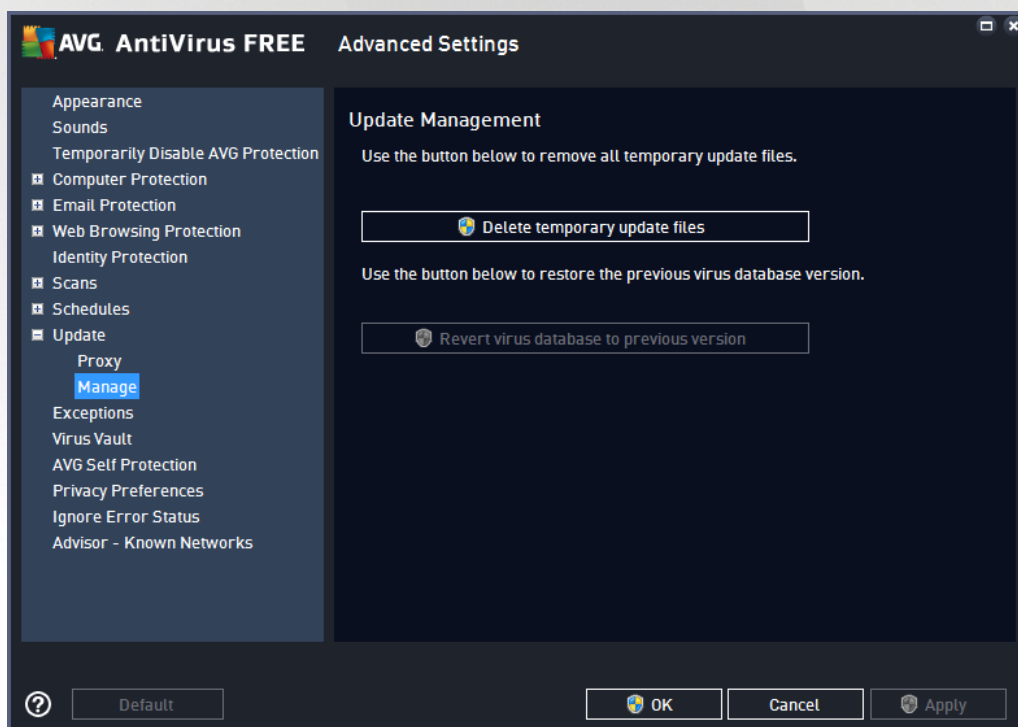 AVG. AntiVirus FREE Advanced Settings
Appearance
Sounds
Temporarily Disable AVG Protection
Computer Protection
Email Protection
Web Browsing Protection
Identity Protection
Scans
Schedules
Update
Proxy
Manage
Exceptions
Virus Vault
AVG Self Protection
Privacy Preferences
Ignore Error Status
Advisor - Known Networks
Update Management
Use the button below to remove all temporary update files.
Delete temporary update files
Use the button below to restore the previous virus database version.
Revert virus database to previous version
? Default OK Cancel Apply